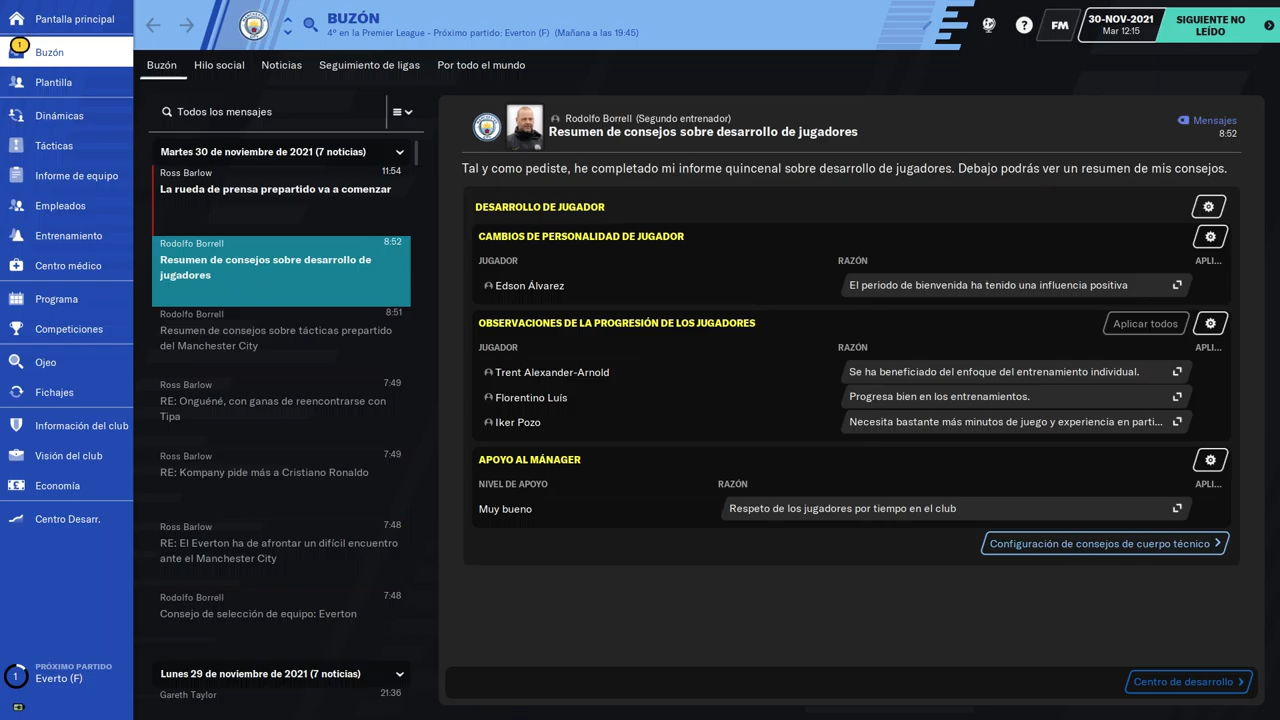 Pantalla principal
1
Buzón
Plantilla
Dinámicas
Tácticas
Informe de equipo
Empleados
Entrenamiento
Centro médico
Programa
Competiciones
Ojeo
Fichajes
Información del club
Visión del club
Economía
Centro Desarr.
PRÓXIMO PARTIDO
1
Everto (F)
BUZÓN
4º en la Premier League - Próximo partido: Everton (F) (Mañana a las 19:45)
?
FM
30-NOV-2021
Mar 12:15
SIGUIENTE NO LEÍDO
Buzón
Hilo social
Noticias
Seguimiento de ligas
Por todo el mundo
Todos los mensajes
Martes 30 de noviembre de 2021 (7 noticias)
Ross Barlow 11:54
La rueda de prensa prepartido va a comenzar
Rodolfo Borrell 8:52
Resumen de consejos sobre desarrollo de
jugadores
Rodolfo Borrell 8:51
Resumen de consejos sobre tácticas prepartido
del Manchester City
Ross Barlow 7:49
RE: Onguéné, con ganas de reencontrarse con
Tipa
Ross Barlow 7:49
RE: Kompany pide más a Cristiano Ronaldo
Ross Barlow 7:48
RE: El Everton ha de afrontar un difícil encuentro
ante el Manchester City
Rodolfo Borrell 7:48
Consejo de selección de equipo: Everton
Lunes 29 de noviembre de 2021 (7 noticias)
Gareth Taylor 21:36
Rodolfo Borrell (Segundo entrenador)
Resumen de consejos sobre desarrollo de jugadores
Mensajes
8:52
Tal y como pediste, he completado mi informe quincenal sobre desarrollo de jugadores. Debajo podrás ver un resumen de mis consejos.
DESARROLLO DE JUGADOR
CAMBIOS DE PERSONALIDAD DE JUGADOR
JUGADOR RAZÓN APLI...
Edson Álvarez El periodo de bienvenida ha tenido una influencia positiva
OBSERVACIONES DE LA PROGRESIÓN DE LOS JUGADORES Aplicar todos
JUGADOR RAZÓN APLI...
Trent Alexander-Arnold Se ha beneficiado del enfoque del entrenamiento individual.
Florentino Luís Progresa bien en los entrenamientos.
Iker Pozo Necesita bastante más minutos de juego y experiencia en parti...
APOYO AL MÁNAGER
NIVEL DE APOYO RAZÓN APLI...
Muy bueno Respeto de los jugadores por tiempo en el club
Configuración de consejos de cuerpo técnico
Centro de desarrollo